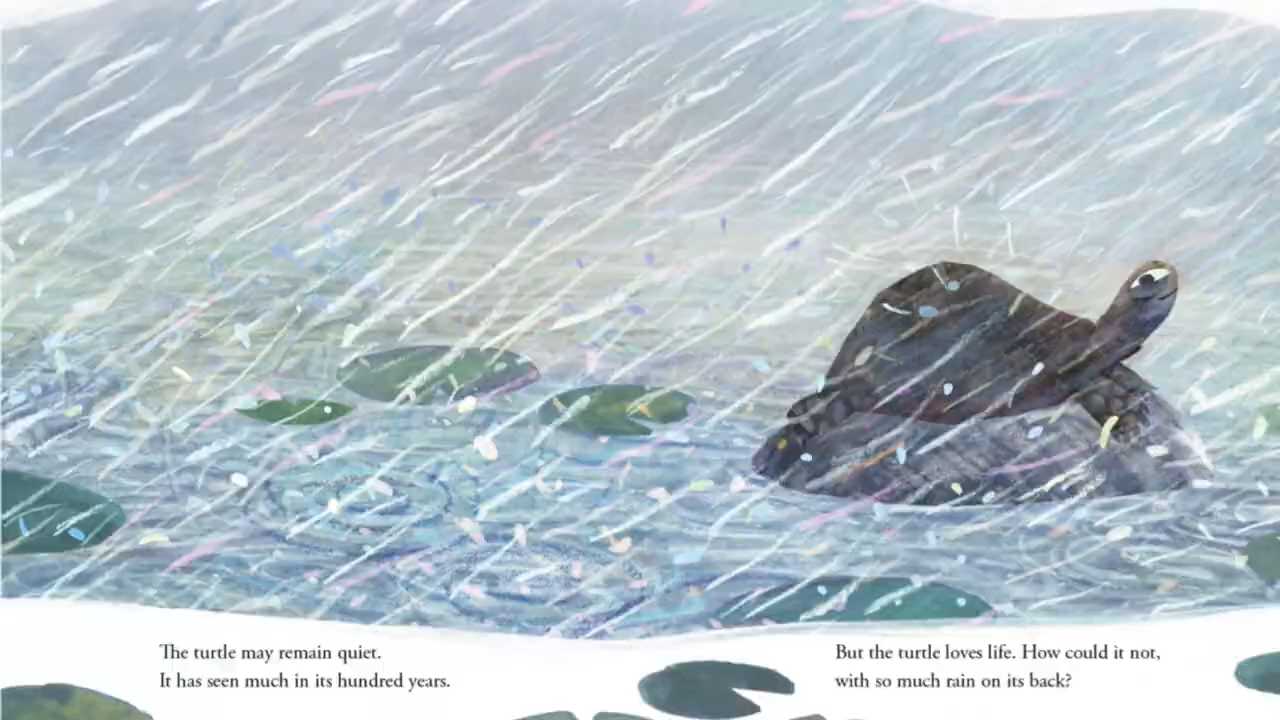 The turtle may remain quiet.
It has seen much in its hundred years.
But the turtle loves life. How could it not,
with so much rain on its back?